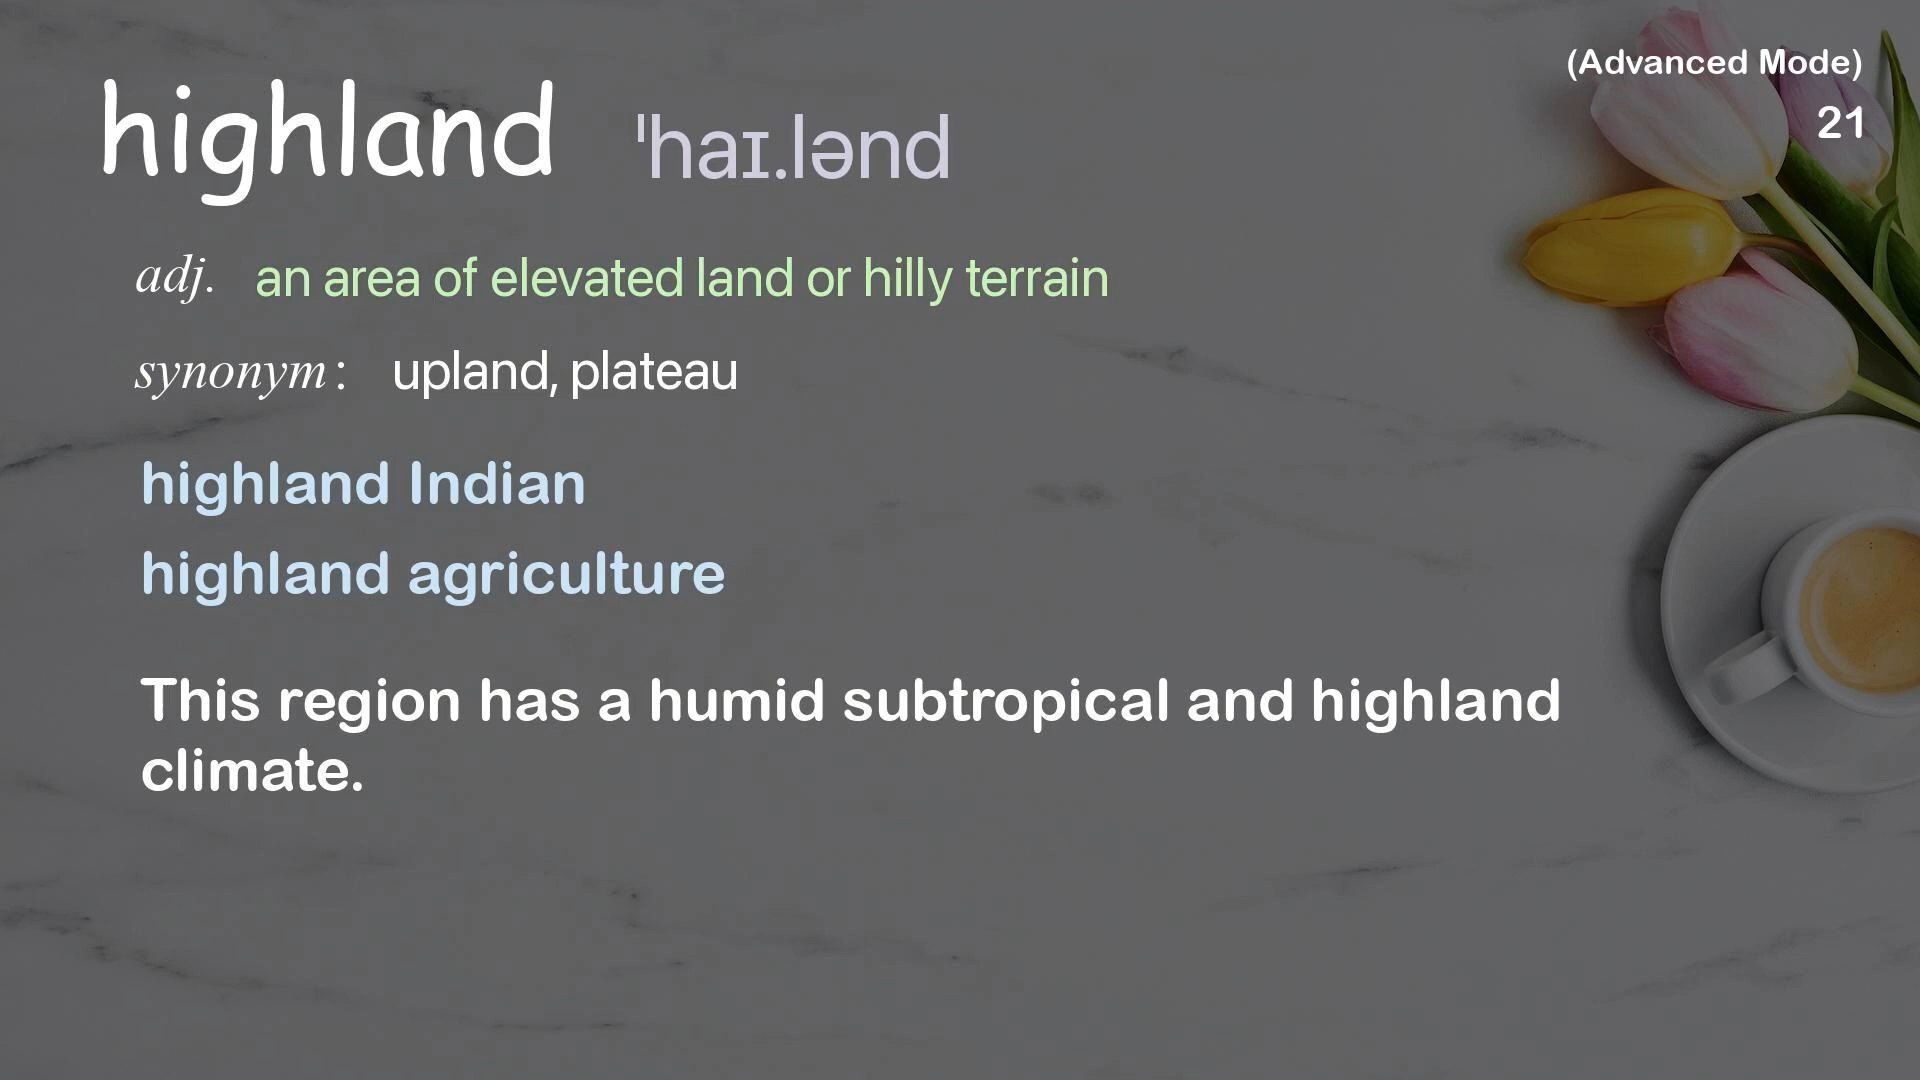 (Advanced Mode)
21
highland ˈhaɪ.lənd
adj. an area of elevated land or hilly terrain
synonym: upland, plateau
highland Indian
highland agriculture
This region has a humid subtropical and highland
climate.